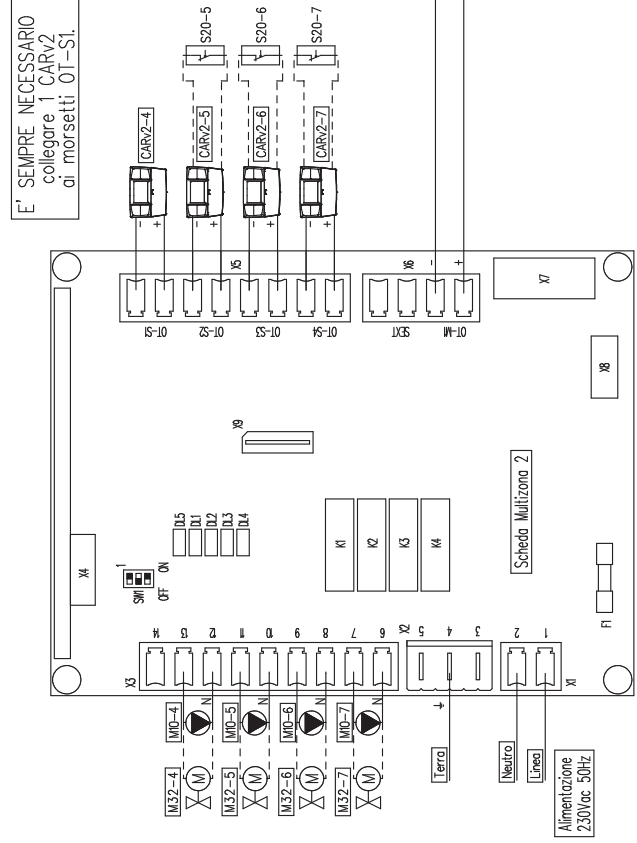 E' SEMPRE NECESSARIO
collegare 1 CARv2
ai morsetti OT-S1.
S20-5
S20-6
S20-7
CARv2-4
CARv2-5
CARv2-6
CARv2-7
- +
- +
- +
- +
X5
OT-S1
OT-S2
OT-S3
OT-S4
X6
SEXT
OT-M1
- +
X7
X8
X9
X4
SW1
1
ON
OFF
DL5
DL1
DL2
DL3
DL4
K1
K2
K3
K4
Scheda Multizona 2
F1
X3
14
13
12
11
10
9
8
7
6
X2
5
4
3
2
1
X1
M10-4
N
M10-5
N
M10-6
N
M10-7
N
M32-4
M
M32-5
M
M32-6
M
M32-7
M
Terra
Neutro
Linea
Alimentazione
230Vac 50Hz